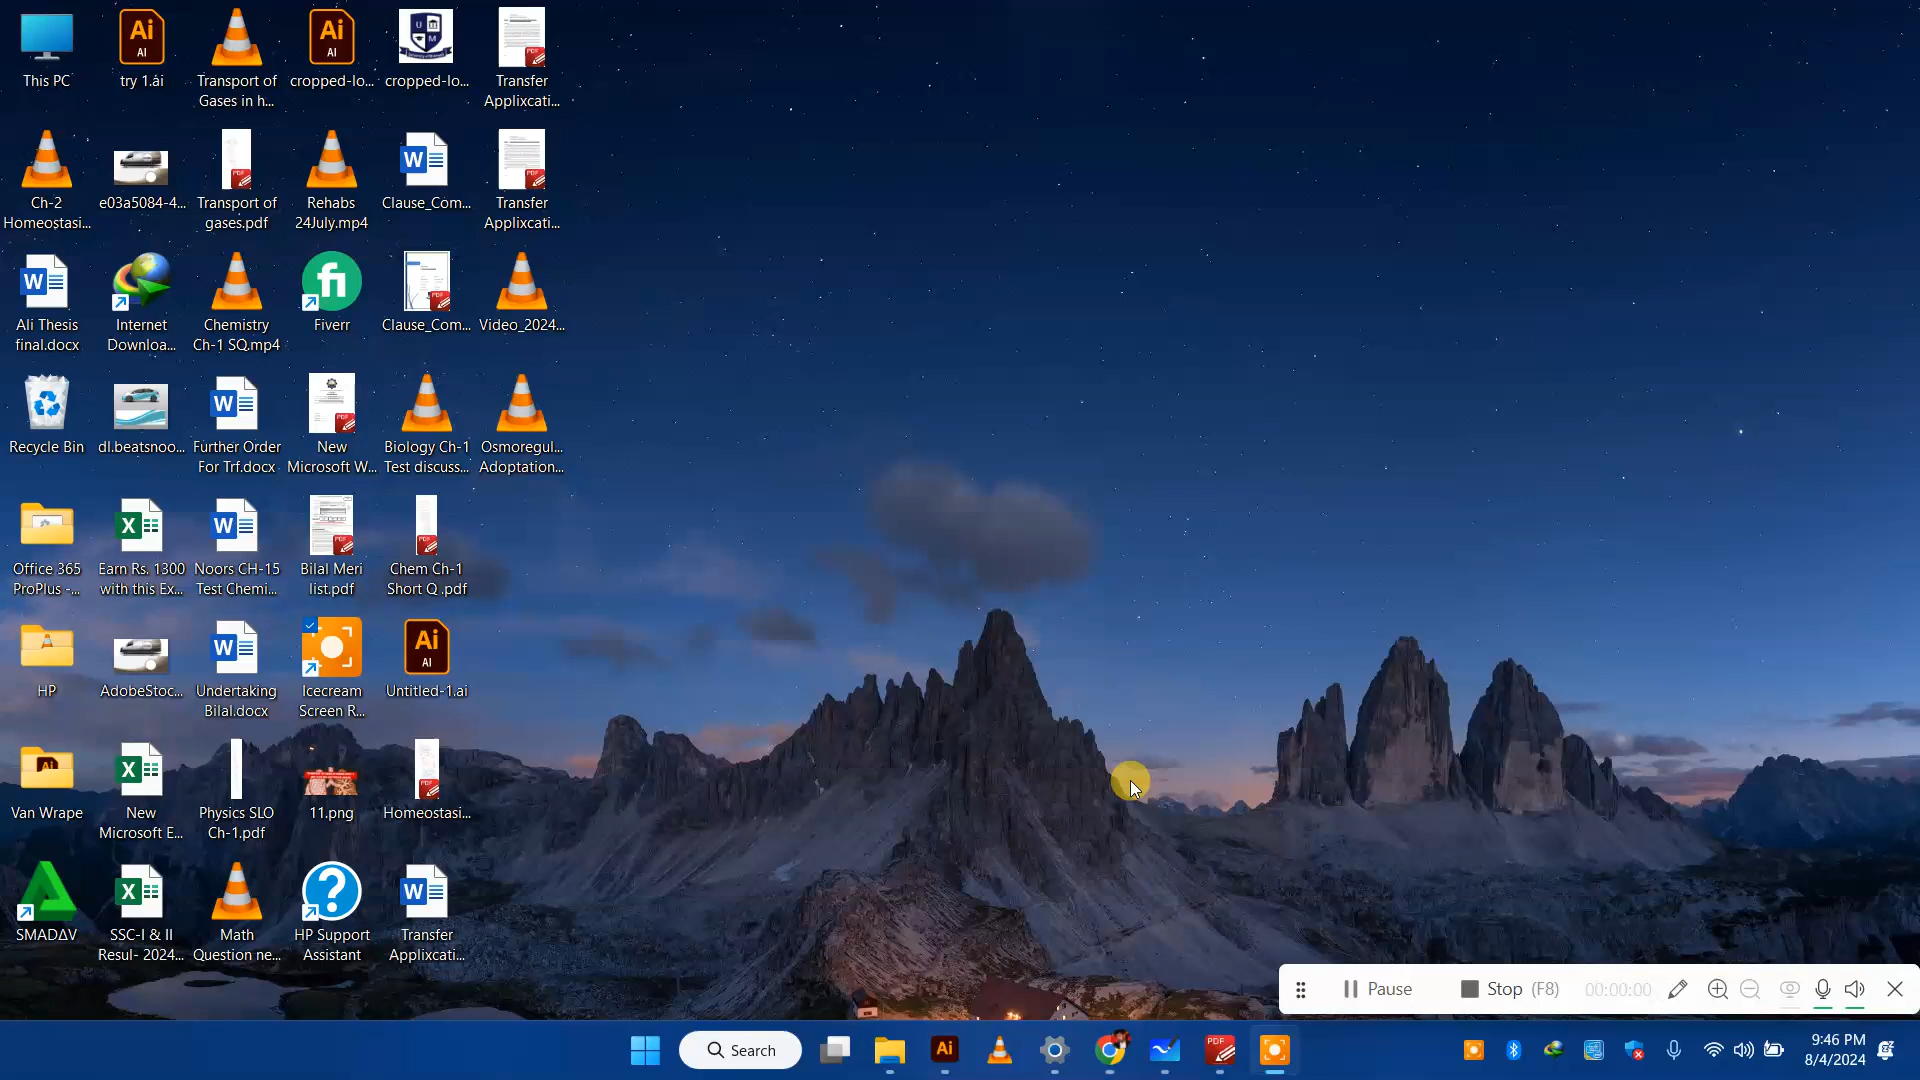 This PC
try 1.ai
Transport of
Gases in h...
cropped-lo...
cropped-lo...
Transfer
Applixcati...
Ch-2
Homeostasi...
e03a5084-4...
Transport of
gases.pdf
Rehabs
24July.mp4
Clause_Com...
Transfer
Applixcati...
Ali Thesis
final.docx
Internet
Downloa...
Chemistry
Ch-1 SQ.mp4
Fiverr
Clause_Com...
Video_2024...
Recycle Bin
dl.beatsnoo...
Further Order
For Trf.docx
New
Microsoft W...
Biology Ch-1
Test discuss...
Osmoregul...
Adoptation...
Office 365
ProPlus -...
Earn Rs. 1300
with this Ex...
Noors CH-15
Test Chemi...
Bilal Meri
list.pdf
Chem Ch-1
Short Q .pdf
HP
AdobeStoc...
Undertaking
Bilal.docx
Icecream
Screen R...
Untitled-1.ai
Van Wrape
New
Microsoft E...
Physics SLO
Ch-1.pdf
11.png
Homeostasi...
SMADΔV
SSC-I & II
Resul- 2024...
Math
Question ne...
HP Support
Assistant
Transfer
Applixcati...
Pause
Stop (F8)
00:00:00
Search
9:46 PM
8/4/2024